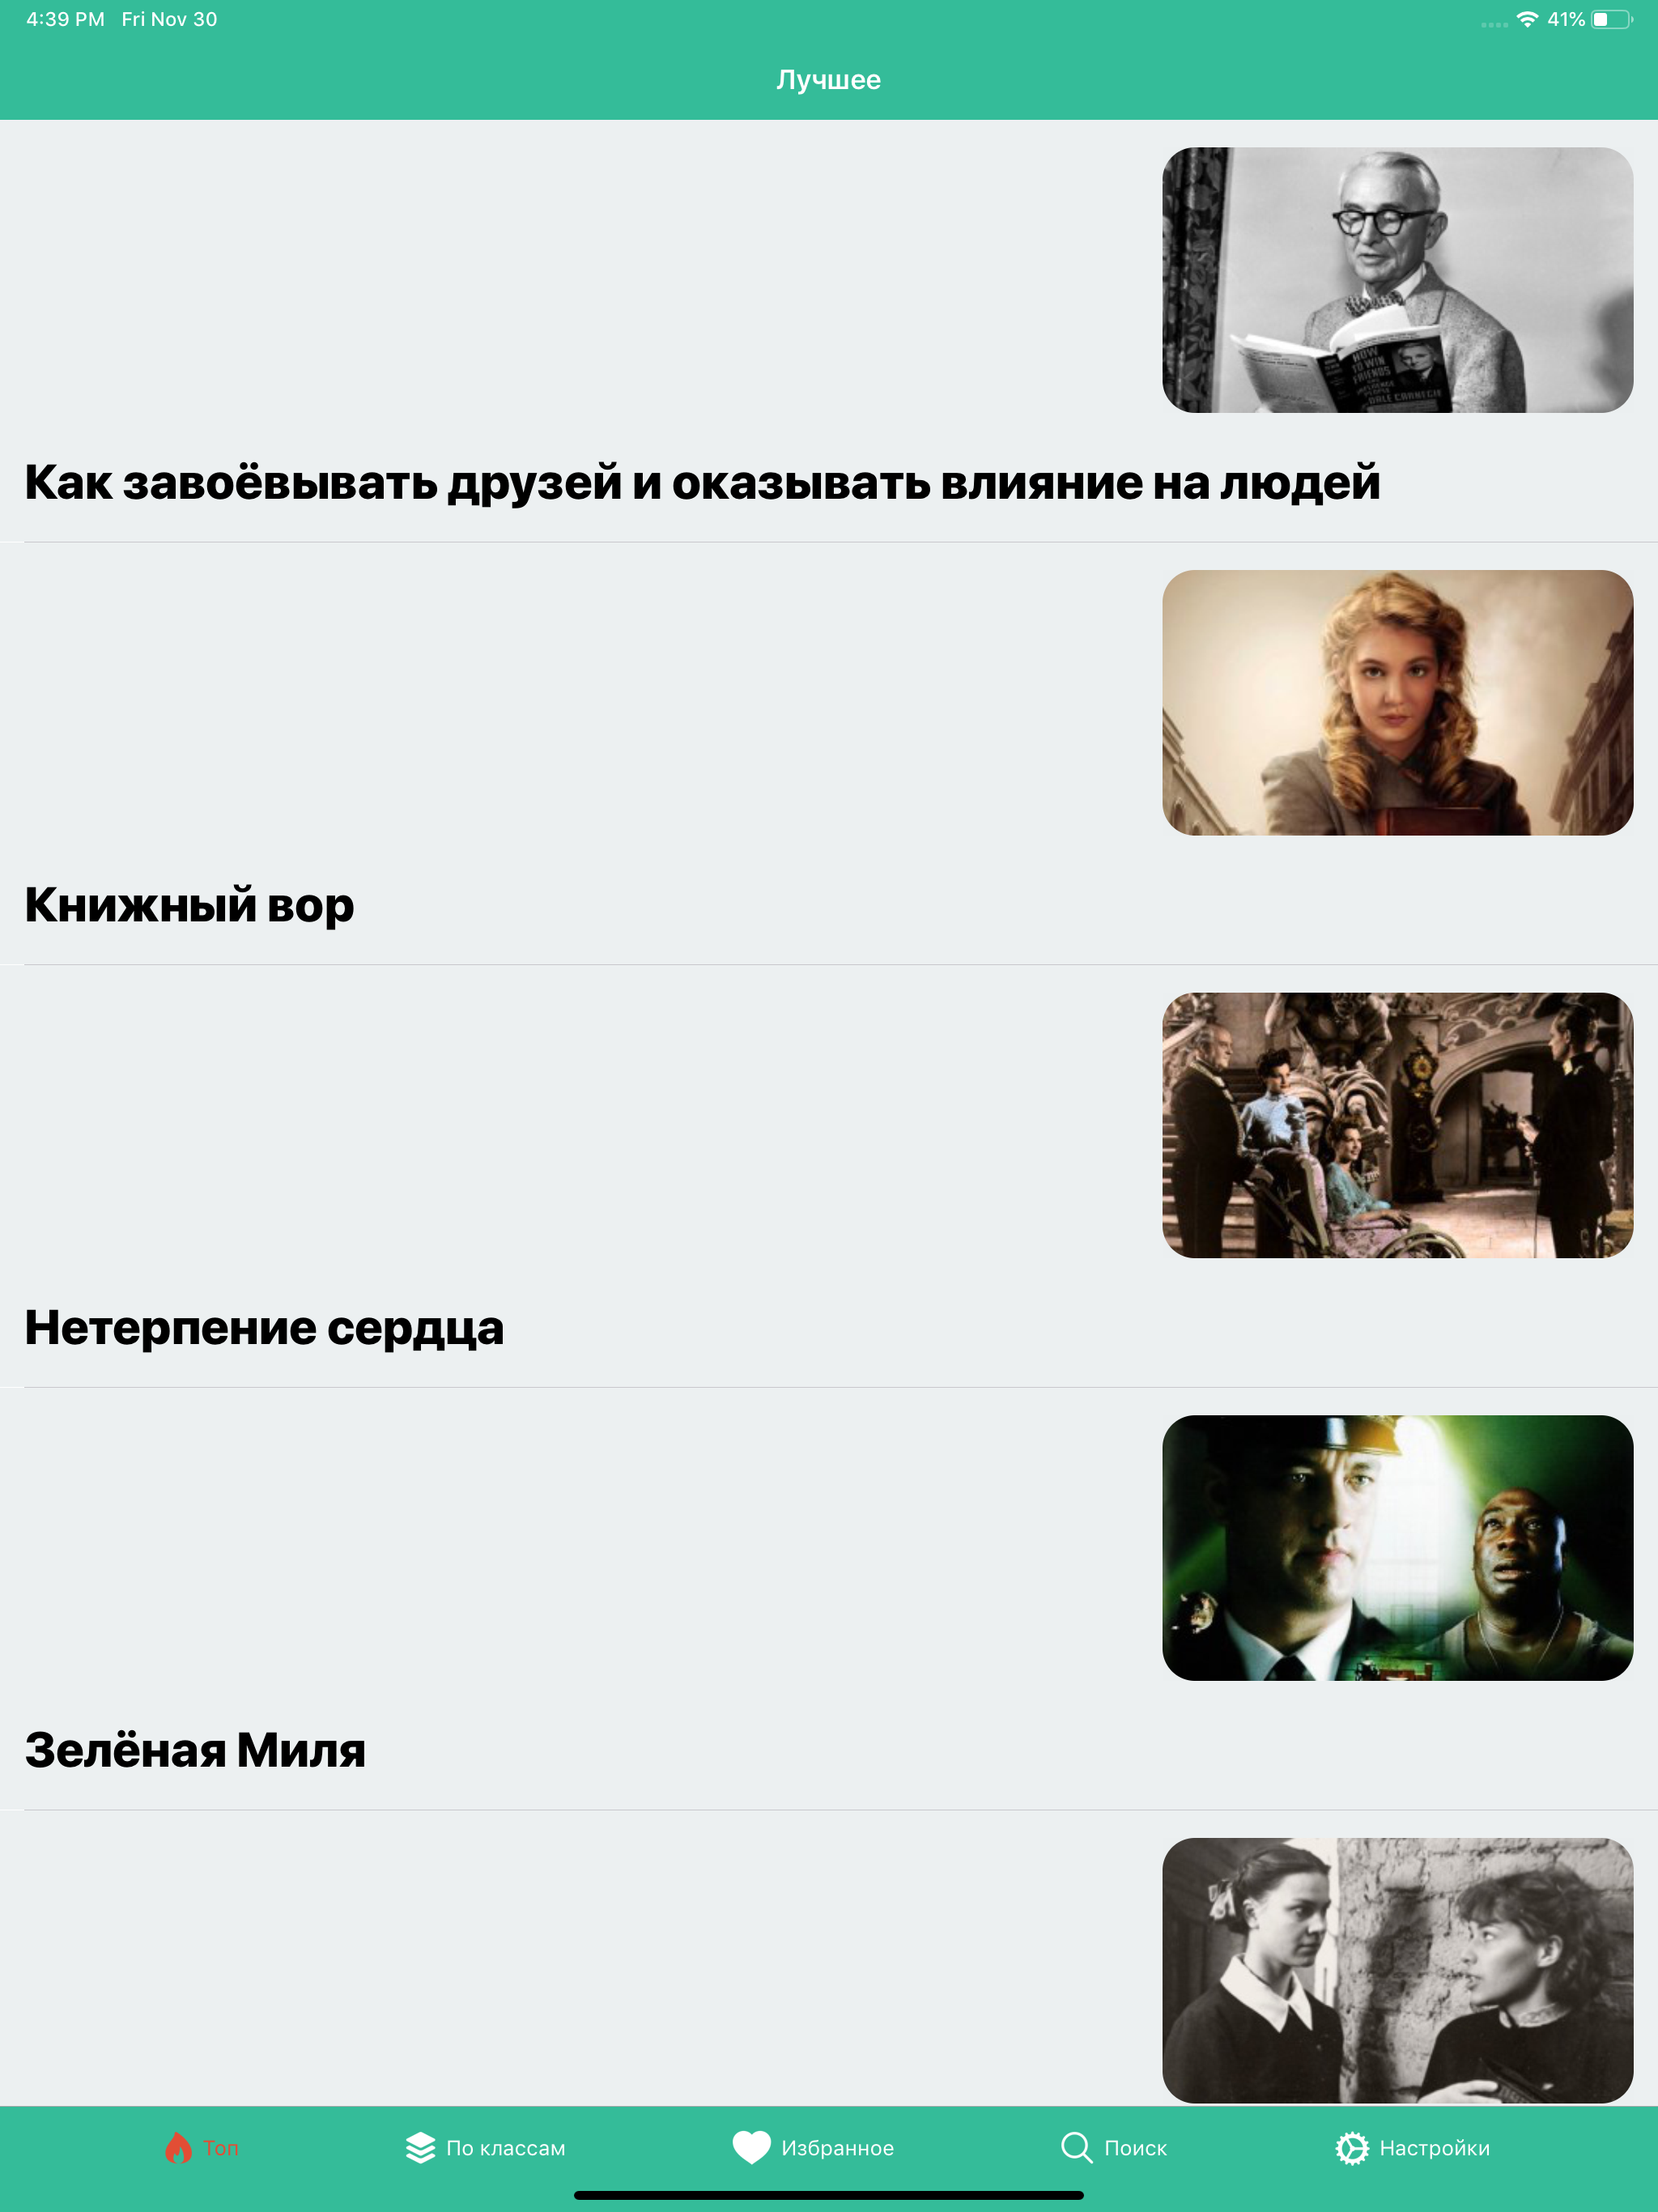 4:39 PM Fri Nov 30
41%
Лучшее
HOW
TO WIN
FRIENDS
AND
INFLUENCE
PEOPLE
DALE CARNEGIE
Как завоёвывать друзей и оказывать влияние на людей
Книжный вор
Нетерпение сердца
Зелёная Миля
Топ
По классам
Избранное
Поиск
Настройки